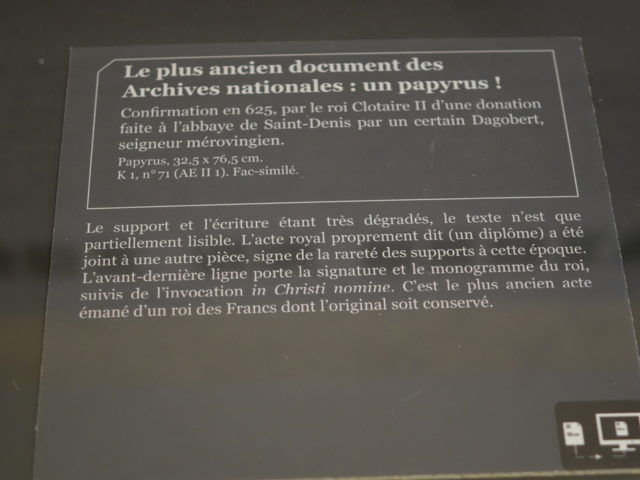 Le plus ancien document des
Archives nationales : un papyrus !
Confirmation en 625, par le roi Clotaire II d'une donation
faite à l'abbaye de Saint-Denis par un certain Dagobert,
seigneur mérovingien.
Papyrus, 32,5 x 76,5 cm.
K 1, n° 71 (AE II 1). Fac-similé.
Le support et l'écriture étant très dégradés, le texte n'est que
partiellement lisible. L'acte royal proprement dit (un diplôme) a été
joint à une autre pièce, signe de la rareté des supports à cette époque.
L'avant-dernière ligne porte la signature et le monogramme du roi,
suivis de l'invocation in Christi nomine. C'est le plus ancien acte
émané d'un roi des Francs dont l'original soit conservé.